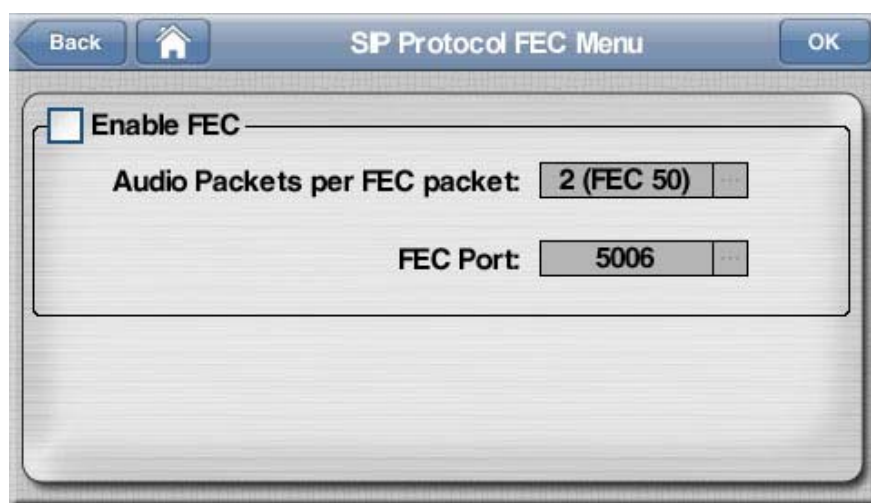 Back
SIP Protocol FEC Menu
OK
Enable FEC
Audio Packets per FEC packet: 2 (FEC 50) ...
FEC Port: 5006 ...